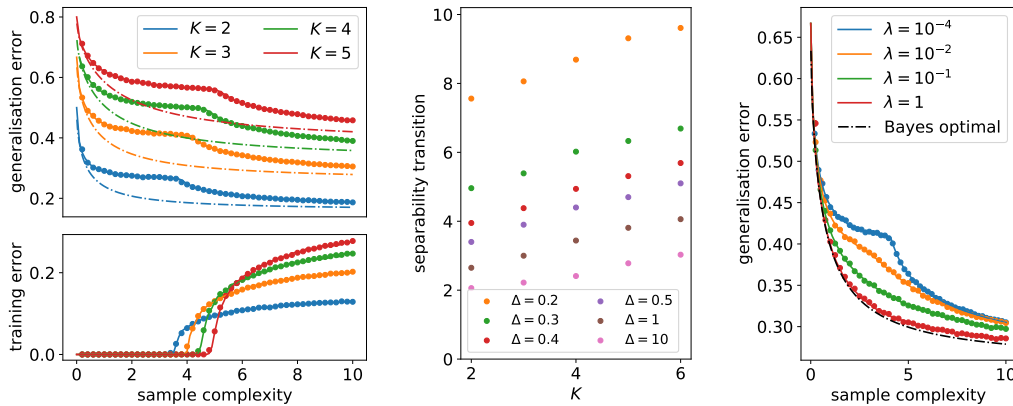 0.8
0.6
0.4
0.2
generalisation error
K = 2
K = 4
K = 3
K = 5
0.2
0.0
training error
0 2 4 6 8 10
sample complexity
10
8
6
4
2
0
separability transition
Δ = 0.2
Δ = 0.5
Δ = 0.3
Δ = 1
Δ = 0.4
Δ = 10
2 4 6
K
0.65
0.60
0.55
0.50
0.45
0.40
0.35
0.30
generalisation error
λ = 10⁻⁴
λ = 10⁻²
λ = 10⁻¹
λ = 1
Bayes optimal
0 5 10
sample complexity